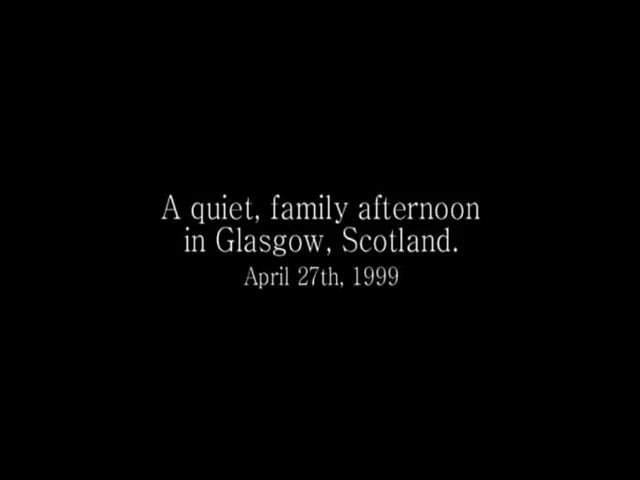 A quiet, family afternoon
in Glasgow, Scotland.
April 27th, 1999